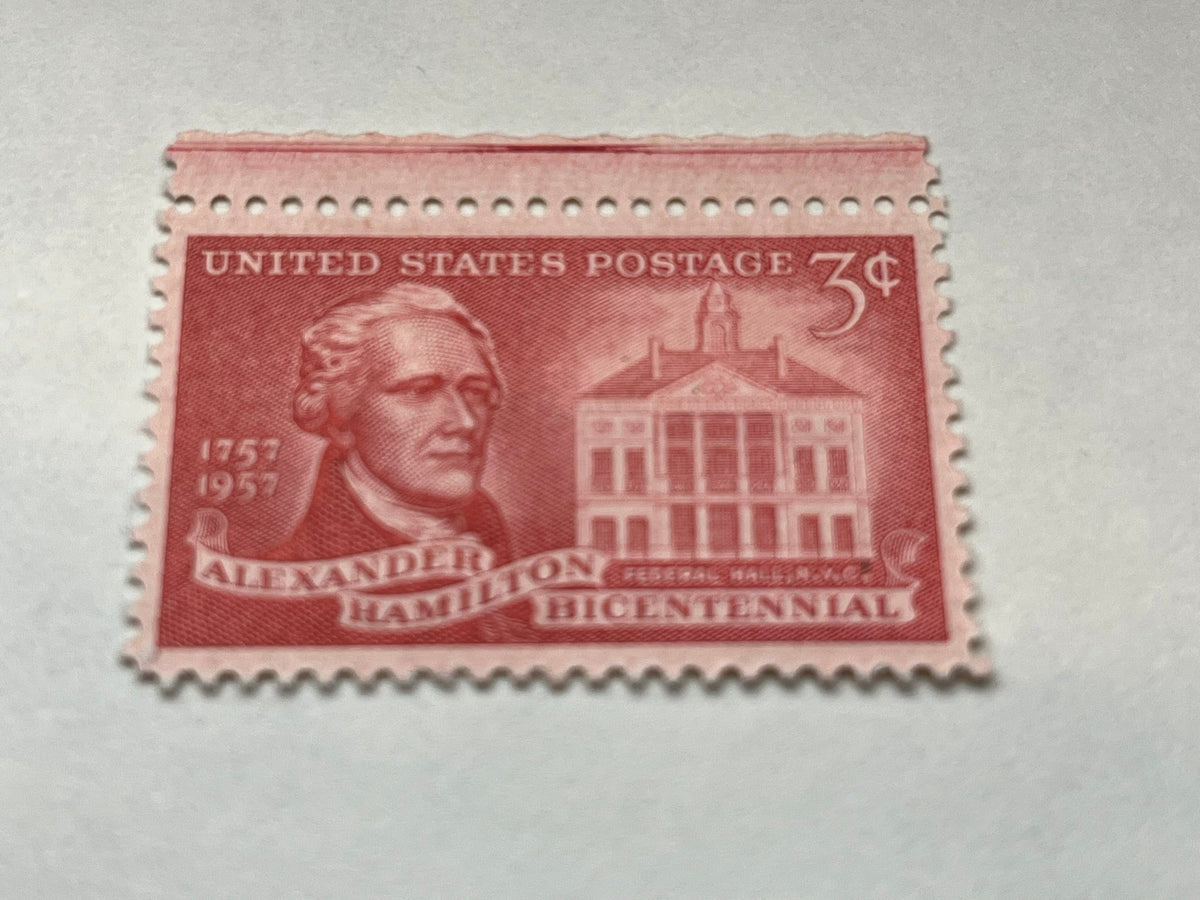 UNITED STATES POSTAGE 3¢
1757
1957
ALEXANDER
HAMILTON
FEDERAL HALL, N.Y.C.
BICENTENNIAL